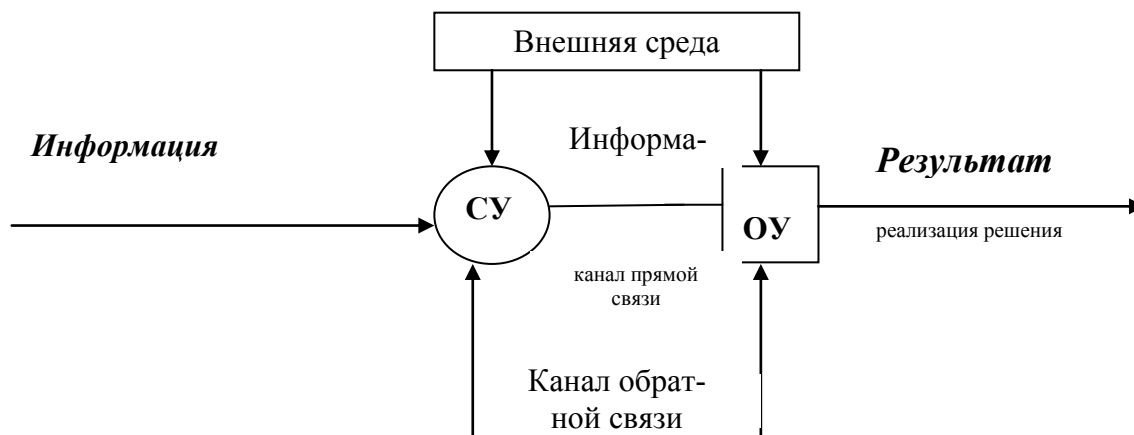 Внешняя среда
Информация
Информа-
Результат
СУ
ОУ
реализация решения
канал прямой
связи
Канал обрат-
ной связи